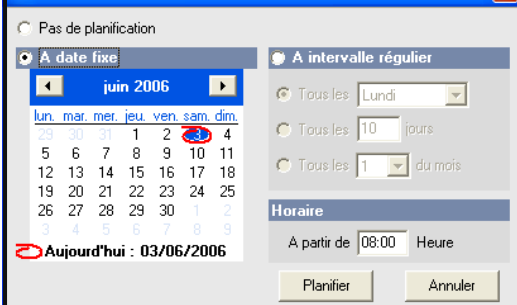 Pas de planification
A date fixe
juin 2006
lun. mar. mer. jeu. ven. sam. dim.
29 30 31 1 2 3 4
5 6 7 8 9 10 11
12 13 14 15 16 17 18
19 20 21 22 23 24 25
26 27 28 29 30 1 2
3 4 5 6 7 8 9
Aujourd'hui : 03/06/2006
A intervalle régulier
Tous les Lundi
Tous les 10 jours
Tous les 1 du mois
Horaire
A partir de 08:00 Heure
Planifier Annuler